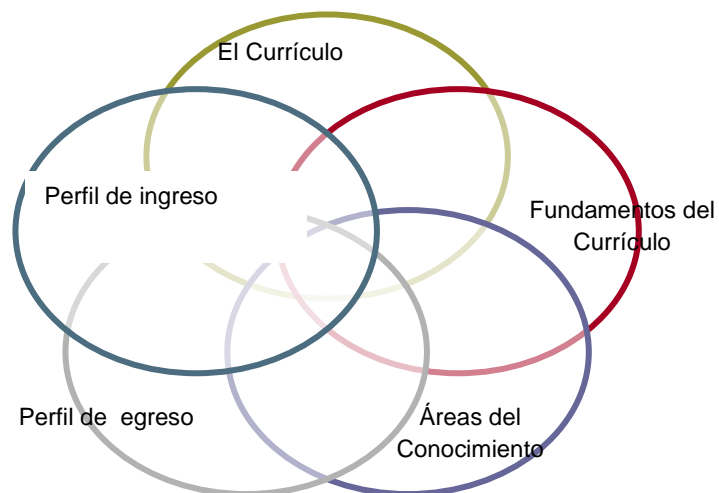 El Currículo
Perfil de ingreso
Fundamentos del
Currículo
Perfil de  egreso
Áreas del
Conocimiento